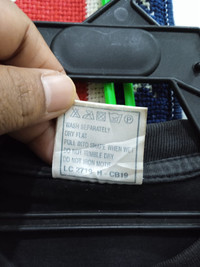 WASH SEPARATELY
DRY FLAT
PULL INTO SHAPE WHEN WET
DO NOT TUMBLE DRY
DO NOT IRON MOTIF